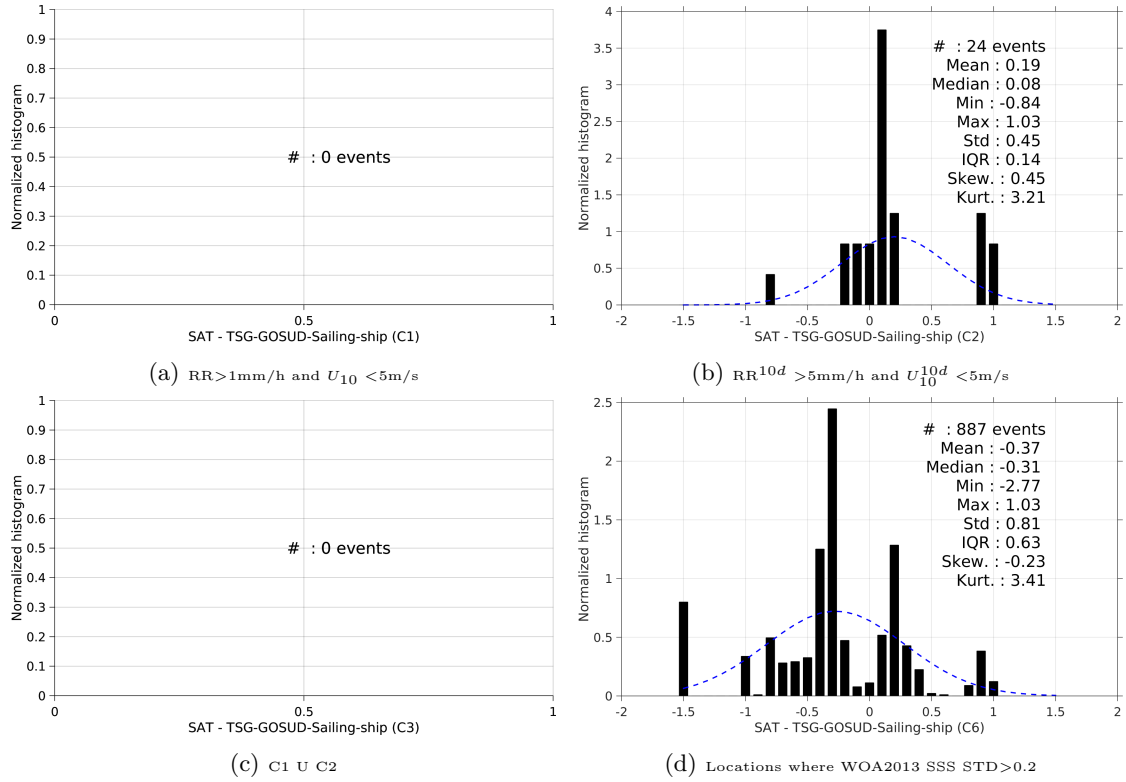 1
0.9
0.8
0.7
0.6
0.5
0.4
0.3
0.2
0.1
0
Normalized histogram
# : 0 events
0 0.5 1
SAT - TSG-GOSUD-Sailing-ship (C1)
(a) RR>1mm/h and U10 <5m/s
4
3.5
3
2.5
2
1.5
1
0.5
0
Normalized histogram
# : 24 events
Mean : 0.19
Median : 0.08
Min : -0.84
Max : 1.03
Std : 0.45
IQR : 0.14
Skew. : 0.45
Kurt. : 3.21
-2 -1.5 -1 -0.5 0 0.5 1 1.5 2
SAT - TSG-GOSUD-Sailing-ship (C2)
(b) RR^10d >5mm/h and U10^10d <5m/s
1
0.9
0.8
0.7
0.6
0.5
0.4
0.3
0.2
0.1
0
Normalized histogram
# : 0 events
0 0.5 1
SAT - TSG-GOSUD-Sailing-ship (C3)
(c) C1 U C2
2.5
2
1.5
1
0.5
0
Normalized histogram
# : 887 events
Mean : -0.37
Median : -0.31
Min : -2.77
Max : 1.03
Std : 0.81
IQR : 0.63
Skew. : -0.23
Kurt. : 3.41
-2 -1.5 -1 -0.5 0 0.5 1 1.5 2
SAT - TSG-GOSUD-Sailing-ship (C6)
(d) Locations where WOA2013 SSS STD>0.2